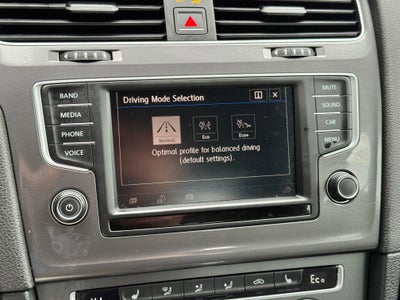 BAND
MEDIA
PHONE
VOICE
Driving Mode Selection
i
×
Normal
Eco
Eco+
Optimal profile for balanced driving
(default settings).
MUTE
SOUND
CAR
MENU
Eco